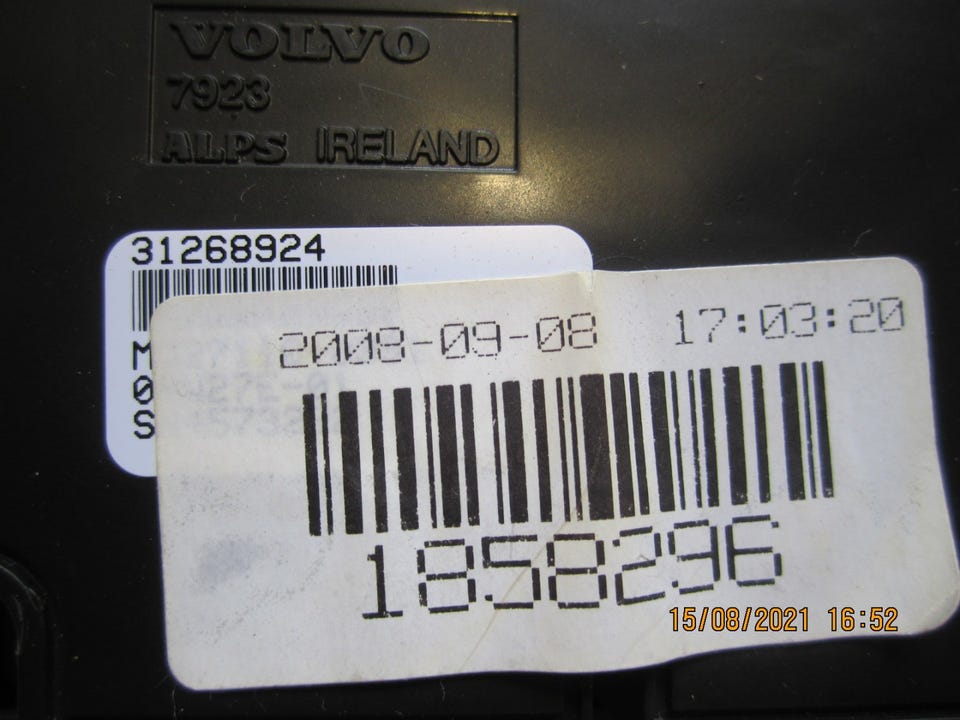 VOLVO
7923
ALPS IRELAND
31268924
2008-09-08 17:03:20
M
0
S
1858296
15/08/2021 16:52